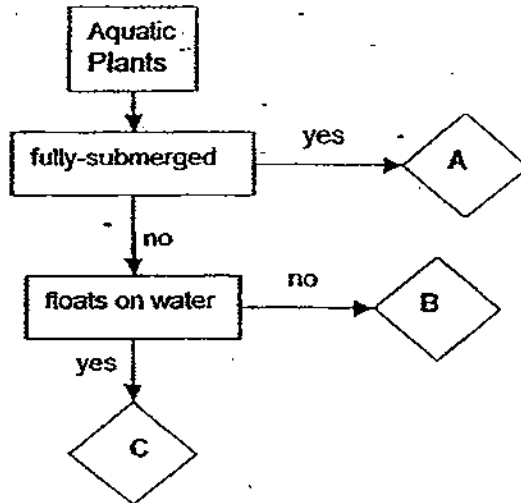 Aquatic
Plants
fully-submerged
yes
A
no
floats on water
no
B
yes
C